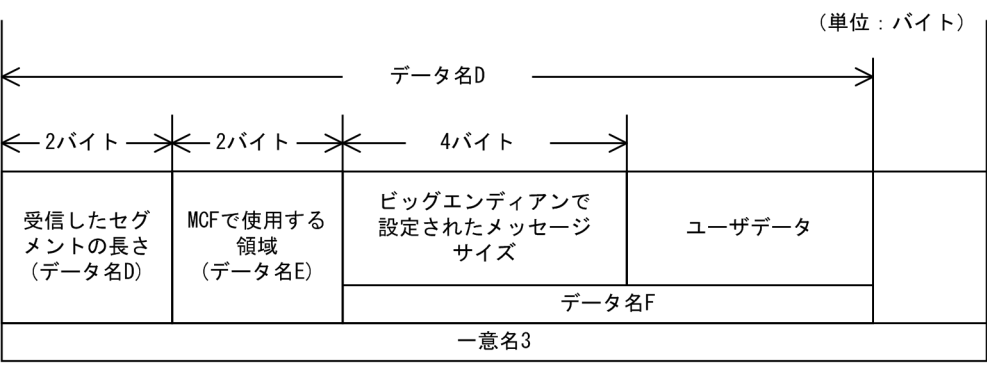 （単位：バイト）
データ名D
2バイト
2バイト
4バイト
受信したセグ
メントの長さ
（データ名D）
MCFで使用する
領域
（データ名E）
ビッグエンディアンで
設定されたメッセージ
サイズ
ユーザデータ
データ名F
一意名3